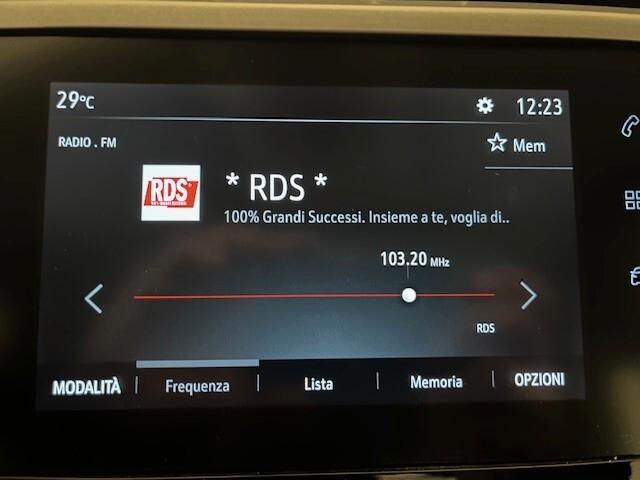 29°C 12:23
RADIO . FM
Mem
RDS
* RDS *
100% Grandi Successi. Insieme a te, voglia di..
103.20 MHz
RDS
MODALITÀ Frequenza Lista Memoria OPZIONI